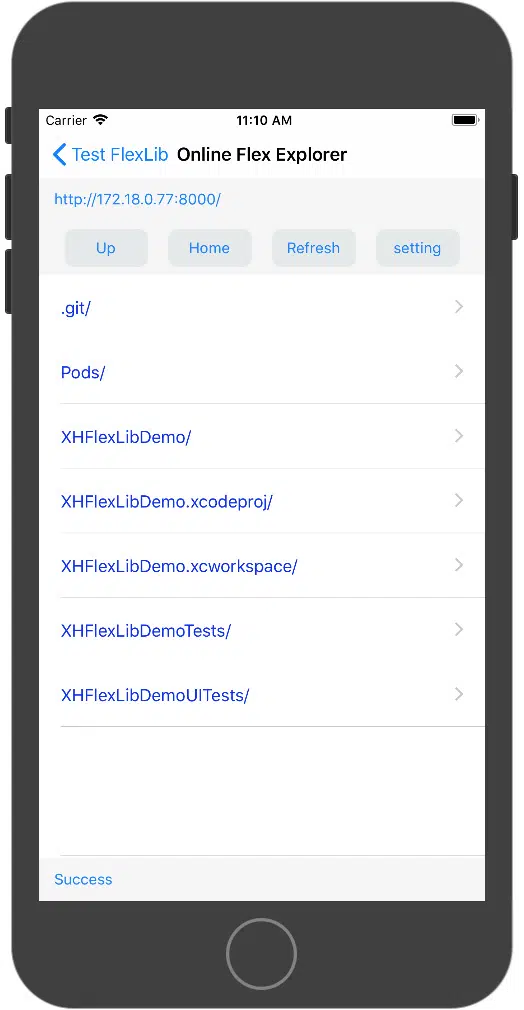 Carrier 11:10 AM
Test FlexLib Online Flex Explorer
http://172.18.0.77:8000/
Up Home Refresh setting
.git/
Pods/
XHFlexLibDemo/
XHFlexLibDemo.xcodeproj/
XHFlexLibDemo.xcworkspace/
XHFlexLibDemoTests/
XHFlexLibDemoUITests/
Success